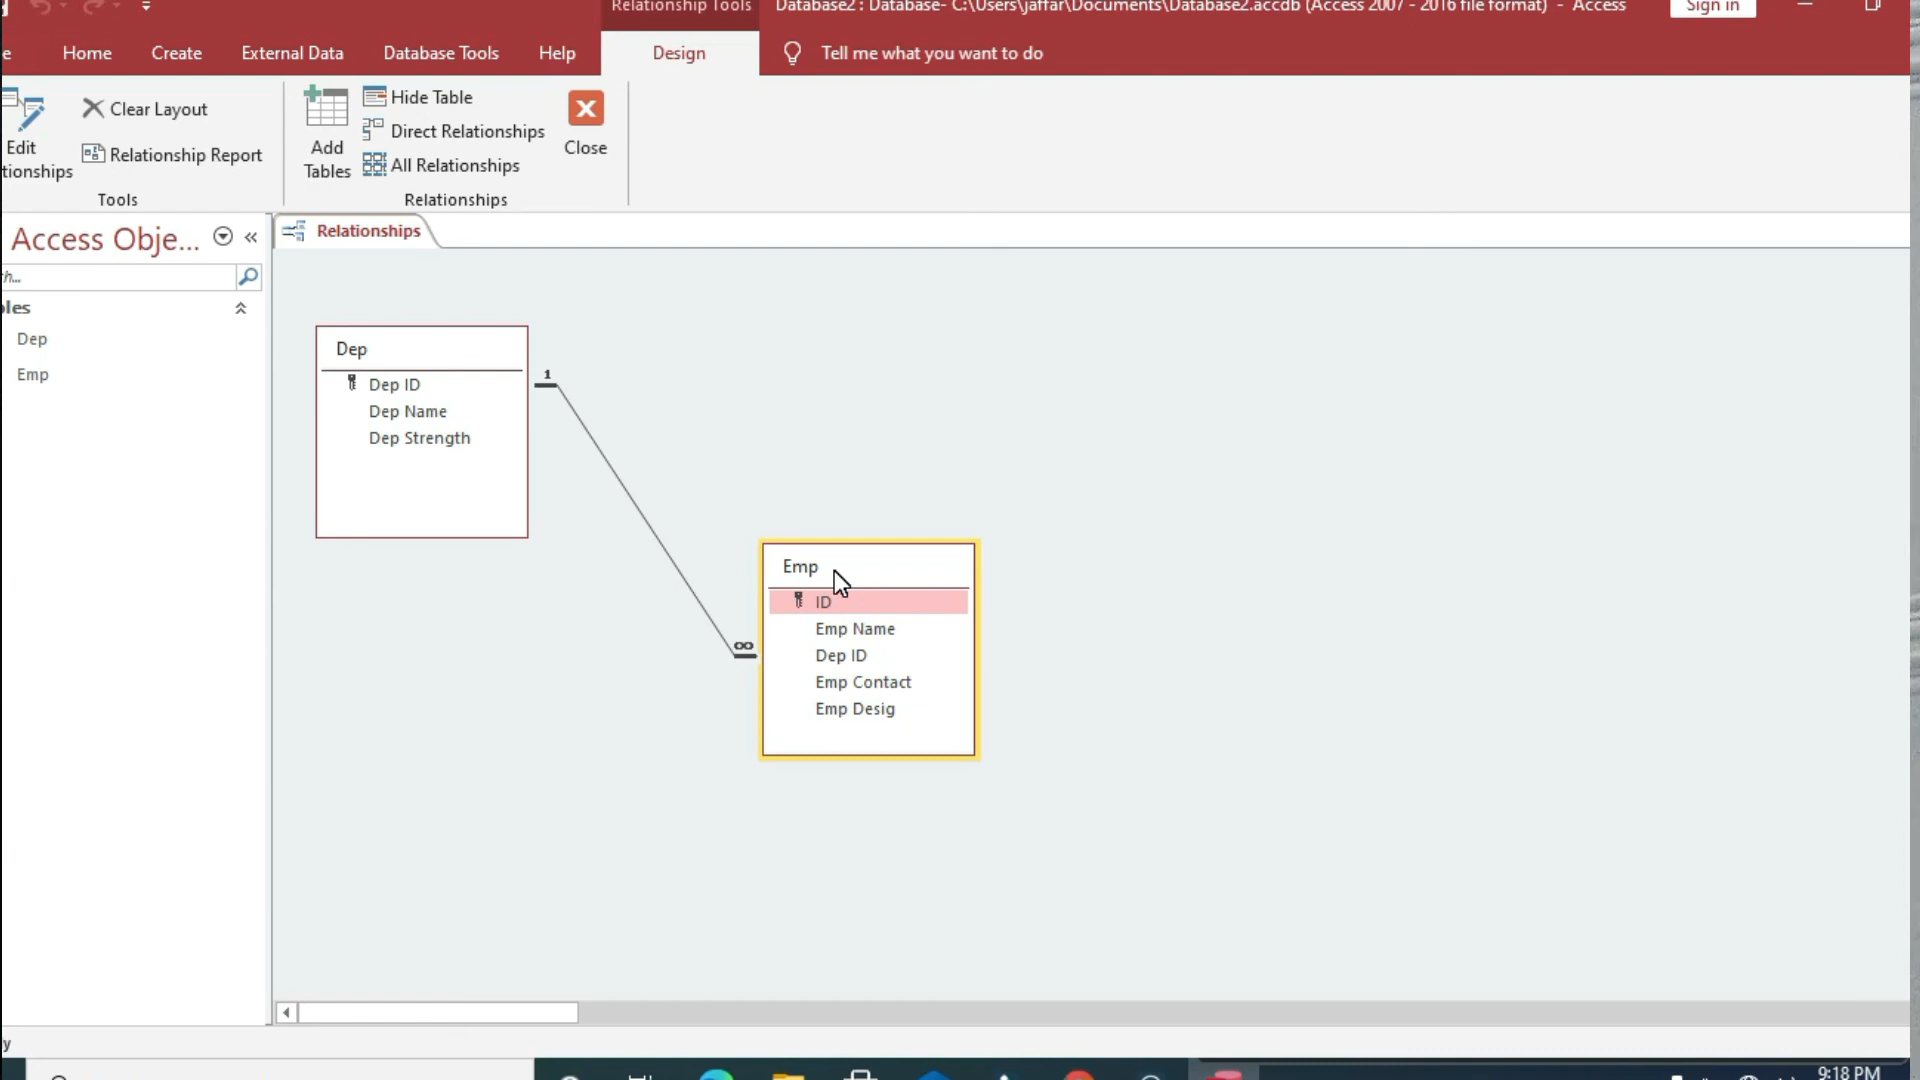 Relationship Tools
Database2 : Database- C:\Users\jaffar\Documents\Database2.accdb (Access 2007 - 2016 file format) - Access
Sign in
e
Home
Create
External Data
Database Tools
Help
Design
Tell me what you want to do
Edit
tionships
Clear Layout
Relationship Report
Tools
Add
Tables
Hide Table
Direct Relationships
All Relationships
Close
Relationships
Access Obje...
«
h...
les
Dep
Emp
Relationships
Dep
Dep ID
Dep Name
Dep Strength
1
∞
Emp
ID
Emp Name
Dep ID
Emp Contact
Emp Desig
y
9:18 PM